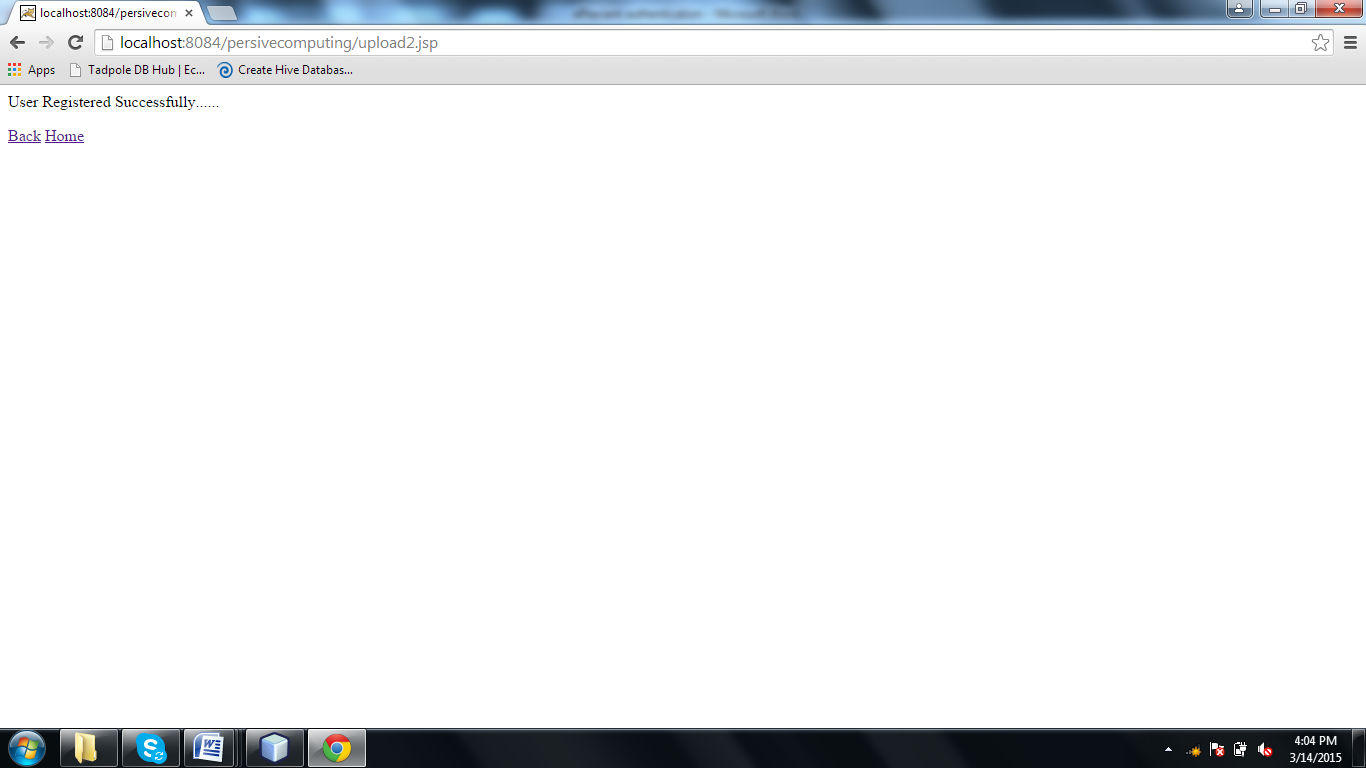 localhost:8084/persivecom
localhost:8084/persivecomputing/upload2.jsp
Apps Tadpole DB Hub | Ec... Create Hive Databas...
User Registered Successfully......
Back Home
4:04 PM
3/14/2015